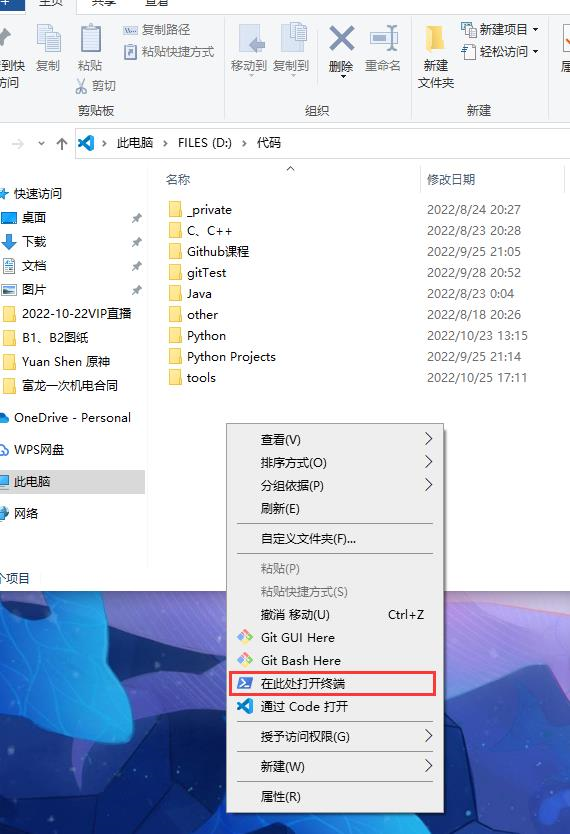 主页
共享
查看
到快
访问
复制
粘贴
复制路径
粘贴快捷方式
剪切
剪贴板
移动到
复制到
删除
重命名
组织
新建
文件夹
新建项目
轻松访问
新建
此电脑 > FILES (D:) > 代码
快速访问
桌面
下载
文档
图片
2022-10-22VIP直播
B1、B2图纸
Yuan Shen 原神
富龙一次机电合同
OneDrive - Personal
WPS网盘
此电脑
网络
个项目
名称 修改日期
_private 2022/8/24 20:27
C、C++ 2022/8/23 20:28
Github课程 2022/9/25 21:05
gitTest 2022/9/28 20:52
Java 2022/8/23 0:04
other 2022/8/18 20:26
Python 2022/10/23 13:15
Python Projects 2022/9/25 21:14
tools 2022/10/25 17:11
查看(V)
排序方式(O)
分组依据(P)
刷新(E)
自定义文件夹(F)...
粘贴(P)
粘贴快捷方式(S)
撤消 移动(U) Ctrl+Z
Git GUI Here
Git Bash Here
在此处打开终端
通过 Code 打开
授予访问权限(G)
新建(W)
属性(R)